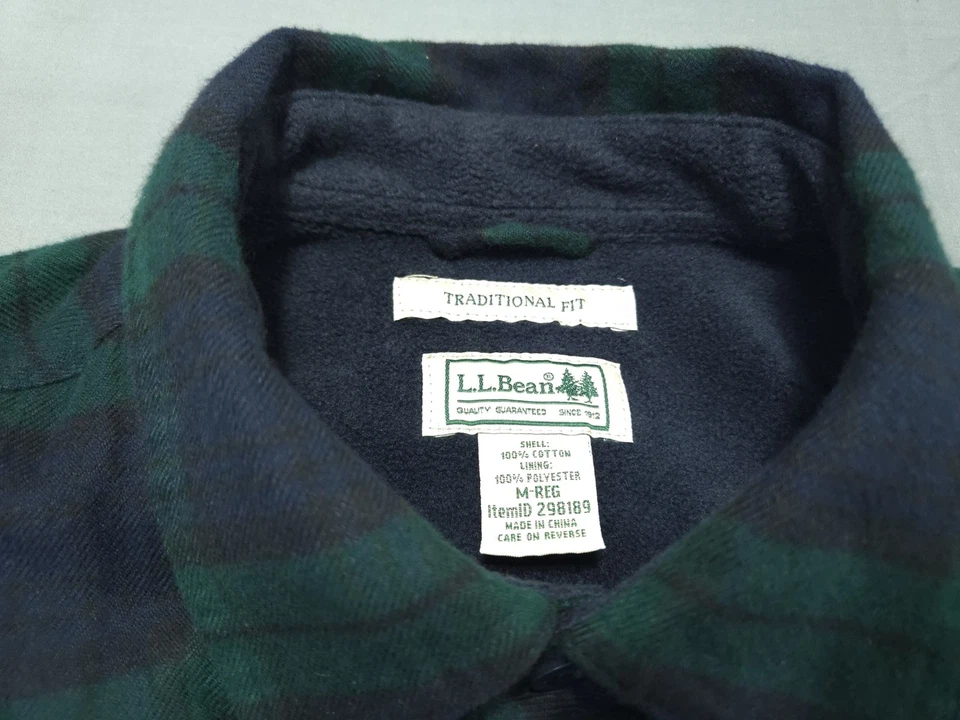 TRADITIONAL FIT
L.L.Bean®
QUALITY GUARANTEED SINCE 1912
SHELL:
100% COTTON
LINING:
100% POLYESTER
M-REG
ItemID 298189
MADE IN CHINA
CARE ON REVERSE